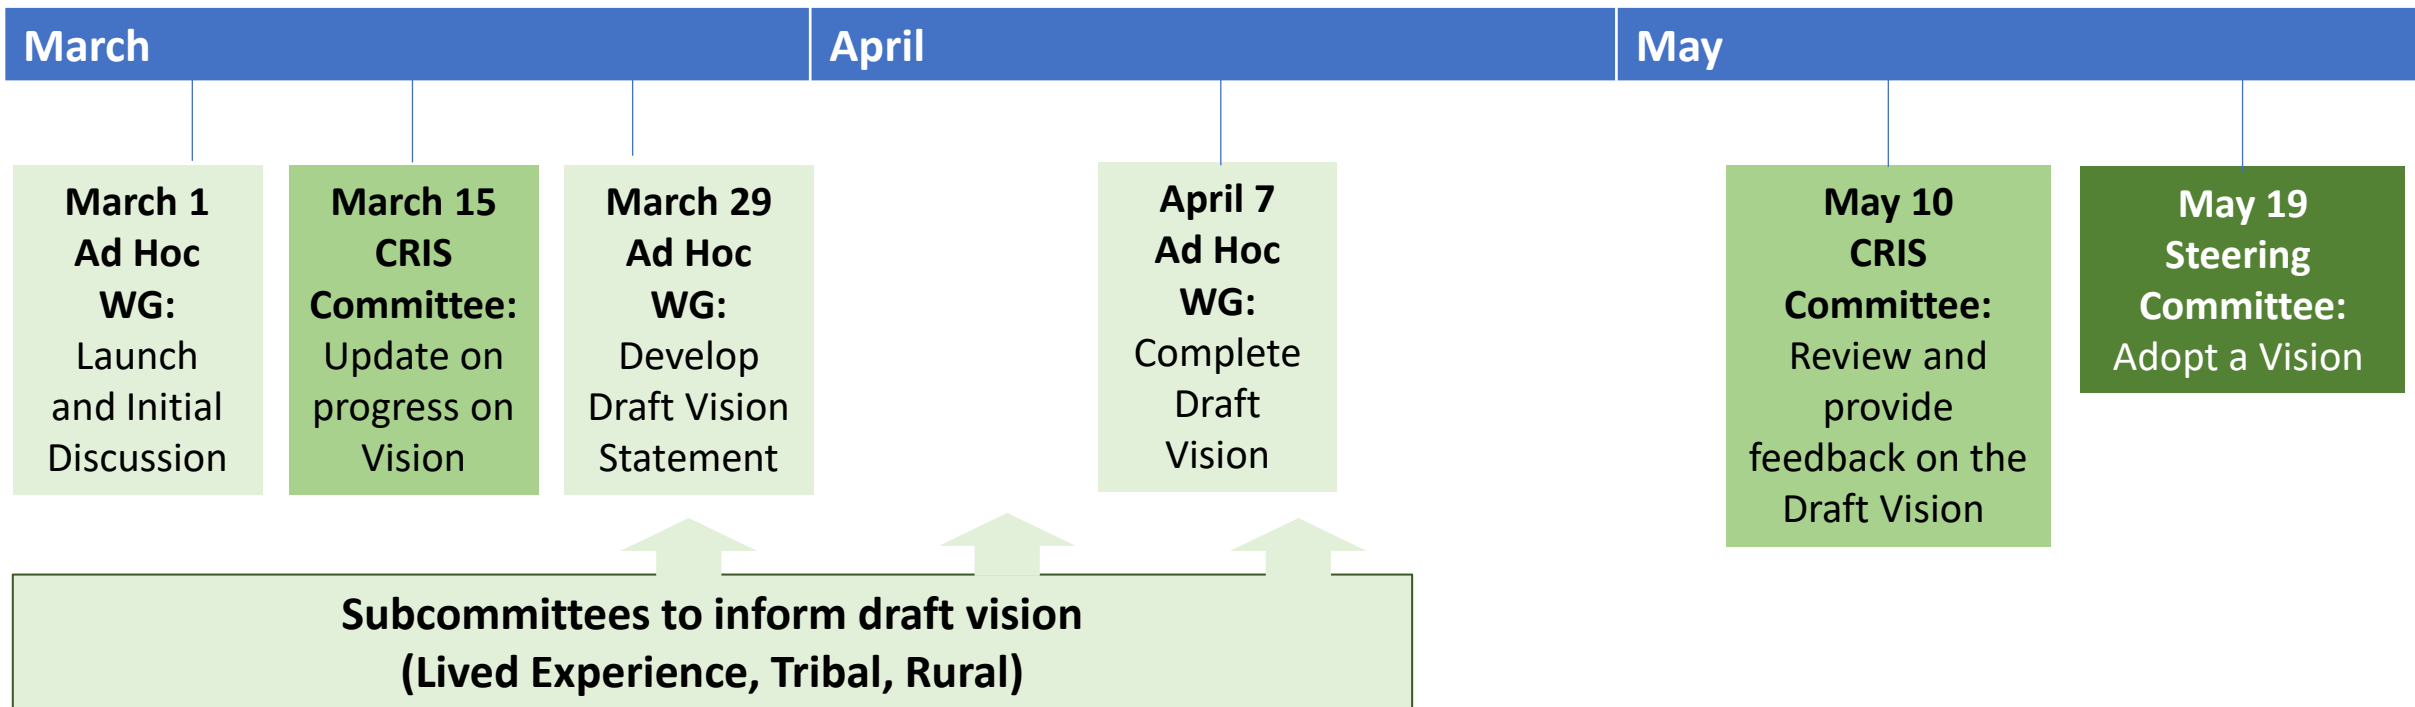 March
April
May
March 1
Ad Hoc
WG:
Launch
and Initial
Discussion
March 15
CRIS
Committee:
Update on
progress on
Vision
March 29
Ad Hoc
WG:
Develop
Draft Vision
Statement
April 7
Ad Hoc
WG:
Complete
Draft
Vision
May 10
CRIS
Committee:
Review and
provide
feedback on the
Draft Vision
May 19
Steering
Committee:
Adopt a Vision
Subcommittees to inform draft vision
(Lived Experience, Tribal, Rural)